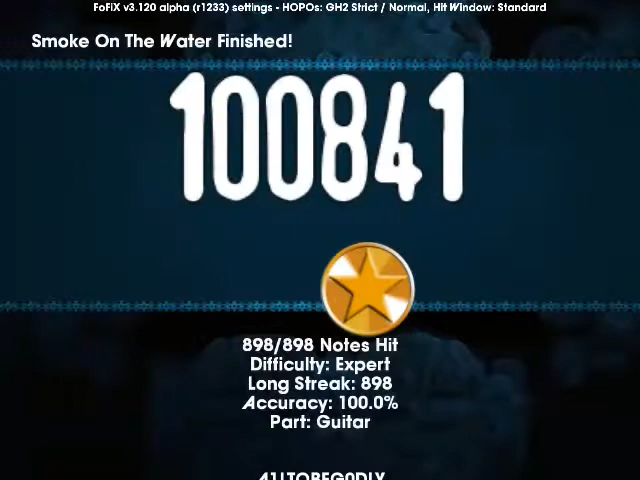 FoFiX v3.120 alpha (r1233) settings - HOPOs: GH2 Strict / Normal, Hit Window: Standard
Smoke On The Water Finished!
100841
898/898 Notes Hit
Difficulty: Expert
Long Streak: 898
Accuracy: 100.0%
Part: Guitar